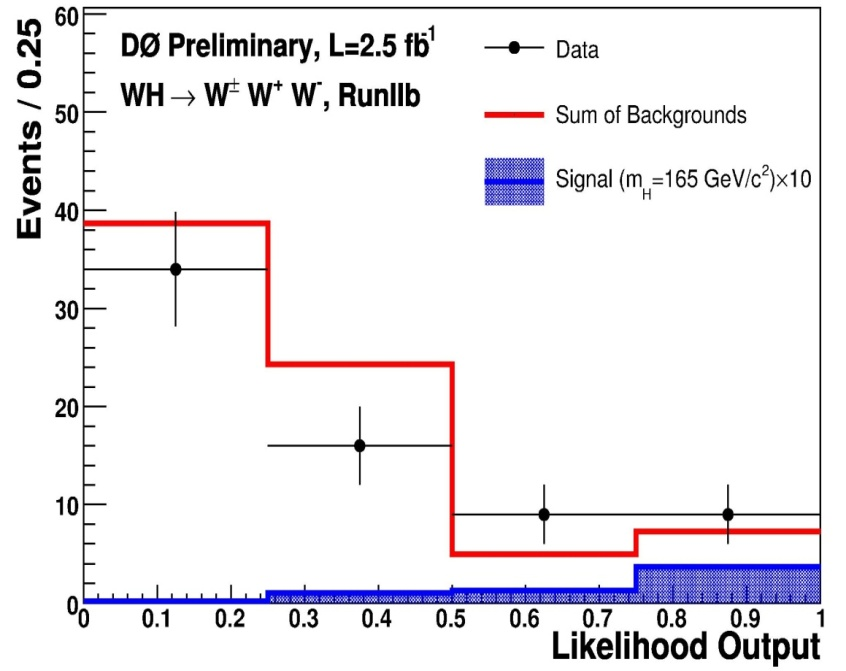 DØ Preliminary, L=2.5 fb⁻¹
WH → W± W⁺ W⁻, RunIIb
Data
Sum of Backgrounds
Signal (m_H=165 GeV/c²)×10
Events / 0.25
60
50
40
30
20
10
0
0 0.1 0.2 0.3 0.4 0.5 0.6 0.7 0.8 0.9 1
Likelihood Output